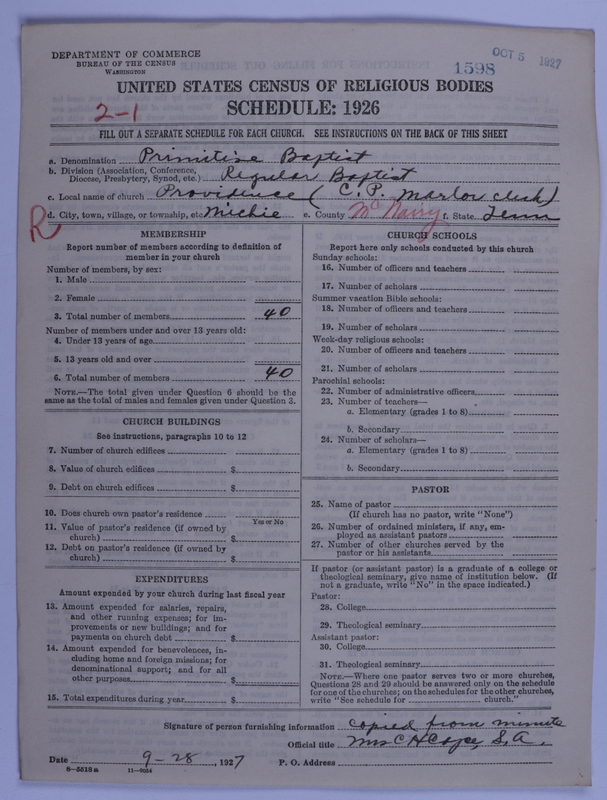 DEPARTMENT OF COMMERCE
BUREAU OF THE CENSUS
WASHINGTON
1598
OCT 5 1927
UNITED STATES CENSUS OF RELIGIOUS BODIES
2-1
SCHEDULE: 1926
FILL OUT A SEPARATE SCHEDULE FOR EACH CHURCH. SEE INSTRUCTIONS ON THE BACK OF THIS SHEET
a. Denomination Primitive Baptist
b. Division (Association, Conference, Diocese, Presbytery, Synod, etc.) Regular Baptist
c. Local name of church Providence (C. P. Marlow clerk)
R d. City, town, village, or township, etc. Michie e. County McNairy f. State Tenn
MEMBERSHIP
Report number of members according to definition of
member in your church
Number of members, by sex:
1. Male
2. Female
3. Total number of members 40
Number of members under and over 13 years old:
4. Under 13 years of age
5. 13 years old and over
6. Total number of members 40
NOTE.—The total given under Question 6 should be the
same as the total of males and females given under Question 3.
CHURCH BUILDINGS
See instructions, paragraphs 10 to 12
7. Number of church edifices
8. Value of church edifices $
9. Debt on church edifices $
10. Does church own pastor's residence
Yes or No
11. Value of pastor's residence (if owned by
church) $
12. Debt on pastor's residence (if owned by
church) $
EXPENDITURES
Amount expended by your church during last fiscal year
13. Amount expended for salaries, repairs,
and other running expenses; for im-
provements or new buildings; and for
payments on church debt $
14. Amount expended for benevolences, in-
cluding home and foreign missions; for
denominational support; and for all
other purposes $
15. Total expenditures during year $
CHURCH SCHOOLS
Report here only schools conducted by this church
Sunday schools:
16. Number of officers and teachers
17. Number of scholars
Summer vacation Bible schools:
18. Number of officers and teachers
19. Number of scholars
Week-day religious schools:
20. Number of officers and teachers
21. Number of scholars
Parochial schools:
22. Number of administrative officers
23. Number of teachers—
a. Elementary (grades 1 to 8)
b. Secondary
24. Number of scholars—
a. Elementary (grades 1 to 8)
b. Secondary
PASTOR
25. Name of pastor
(If church has no pastor, write "None")
26. Number of ordained ministers, if any, em-
ployed as assistant pastors
27. Number of other churches served by the
pastor or his assistants
If pastor (or assistant pastor) is a graduate of a college or
theological seminary, give name of institution below. (If
not a graduate, write "No" in the space indicated.)
Pastor:
28. College
29. Theological seminary
Assistant pastor:
30. College
31. Theological seminary
NOTE.—Where one pastor serves two or more churches,
Questions 28 and 29 should be answered only on the schedule
for one of the churches; on the schedules for the other churches,
write "See schedule for church."
Signature of person furnishing information copied from minute
Official title Mrs C H S. A.
Date 9-28, 1927 P. O. Address
8-5518a 11-9054